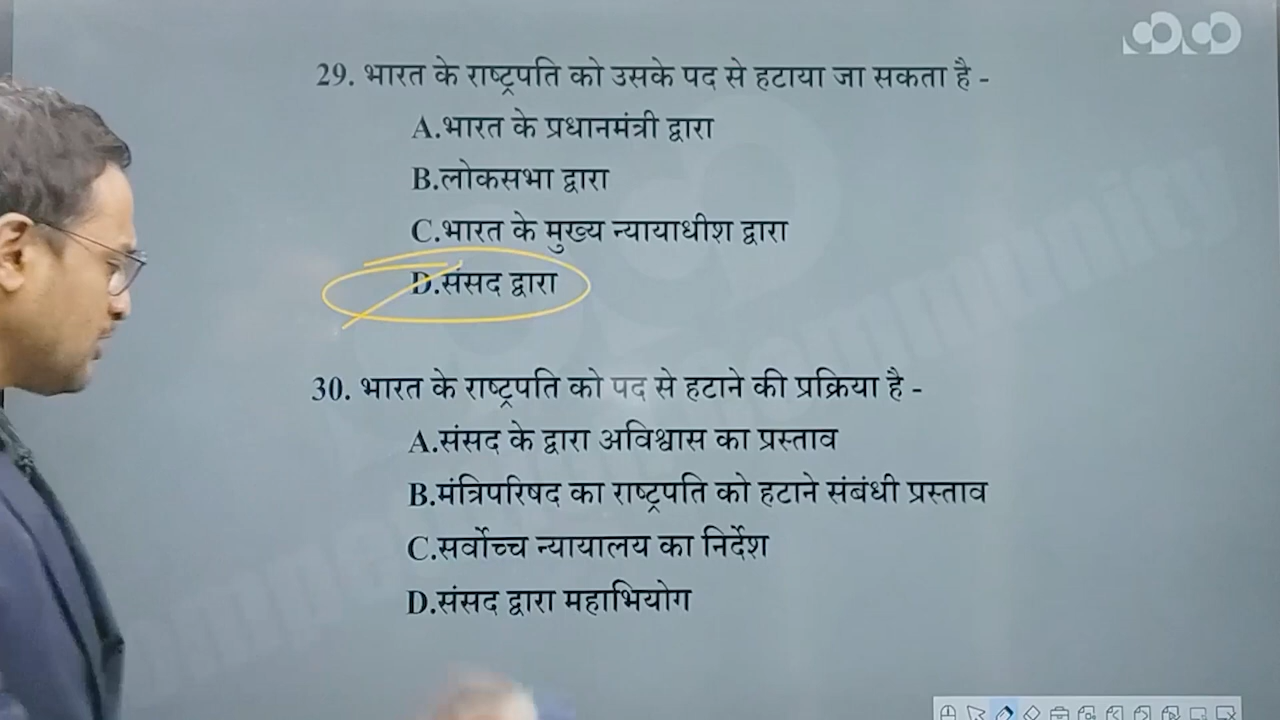 29. भारत के राष्ट्रपति को उसके पद से हटाया जा सकता है -
A.भारत के प्रधानमंत्री द्वारा
B.लोकसभा द्वारा
C.भारत के मुख्य न्यायाधीश द्वारा
D.संसद द्वारा
30. भारत के राष्ट्रपति को पद से हटाने की प्रक्रिया है -
A.संसद के द्वारा अविश्वास का प्रस्ताव
B.मंत्रिपरिषद का राष्ट्रपति को हटाने संबंधी प्रस्ताव
C.सर्वोच्च न्यायालय का निर्देश
D.संसद द्वारा महाभियोग